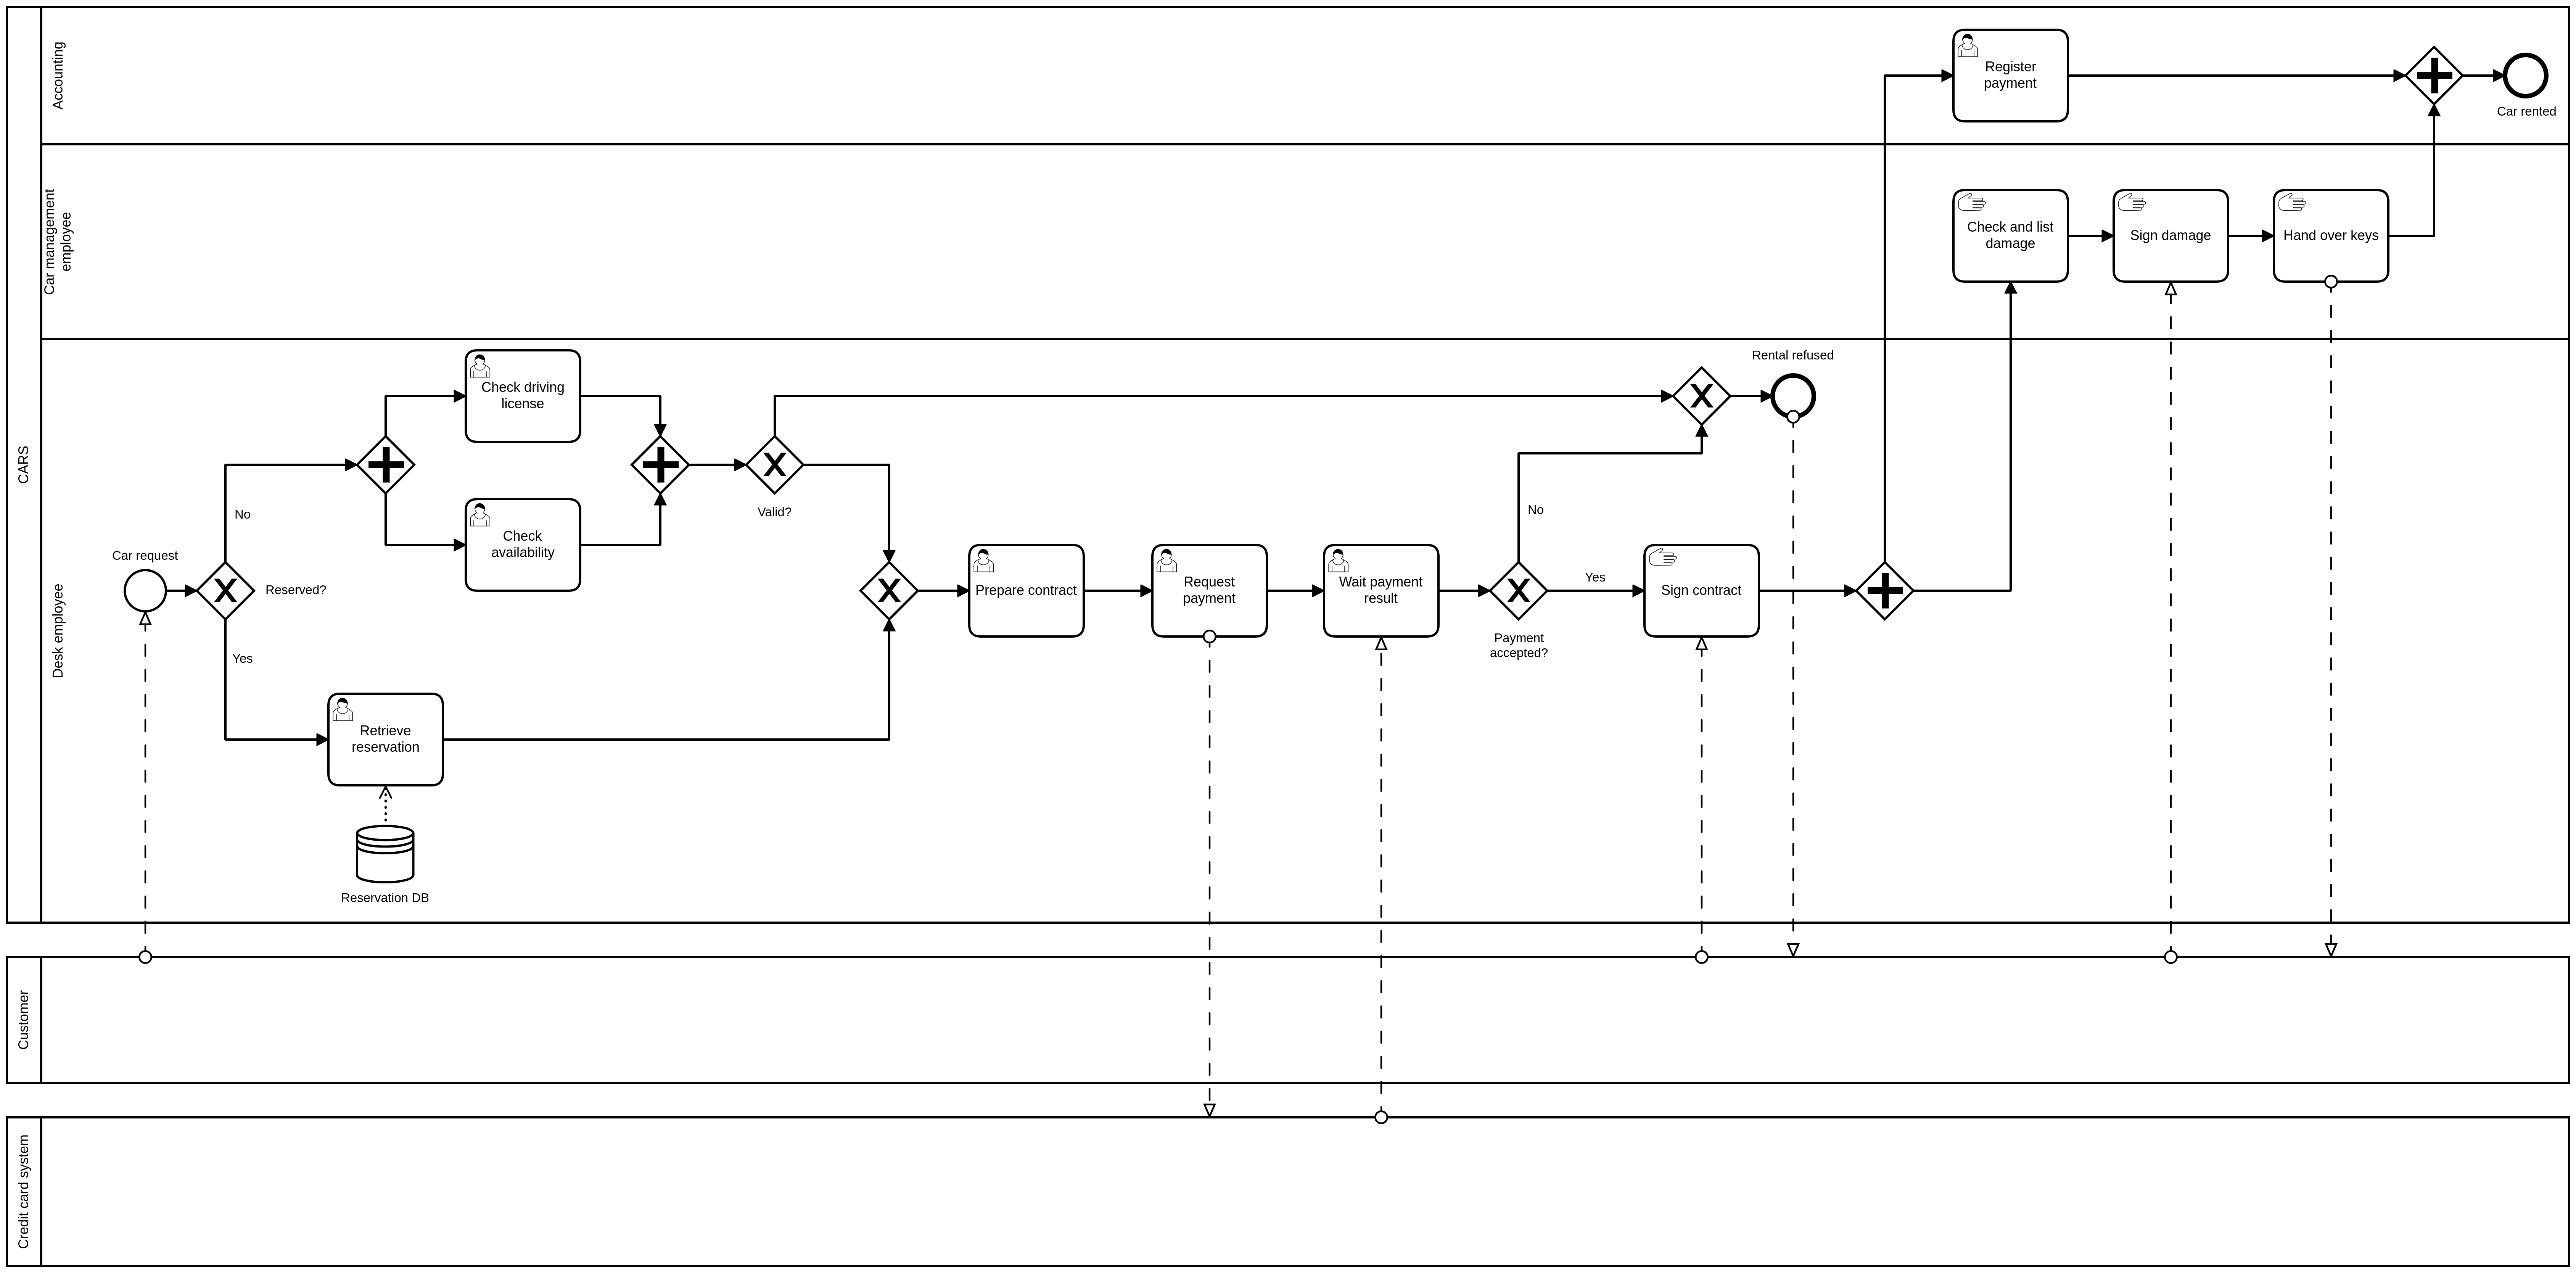 CARS
Accounting
Register
payment
Car rented
Car management
employee
Check and list
damage
Sign damage
Hand over keys
Desk employee
Car request
Reserved?
No
Yes
Check driving
license
Check
availability
Valid?
Retrieve
reservation
Reservation DB
Prepare contract
Request
payment
Wait payment
result
Payment
accepted?
No
Yes
Rental refused
Sign contract
Customer
Credit card system